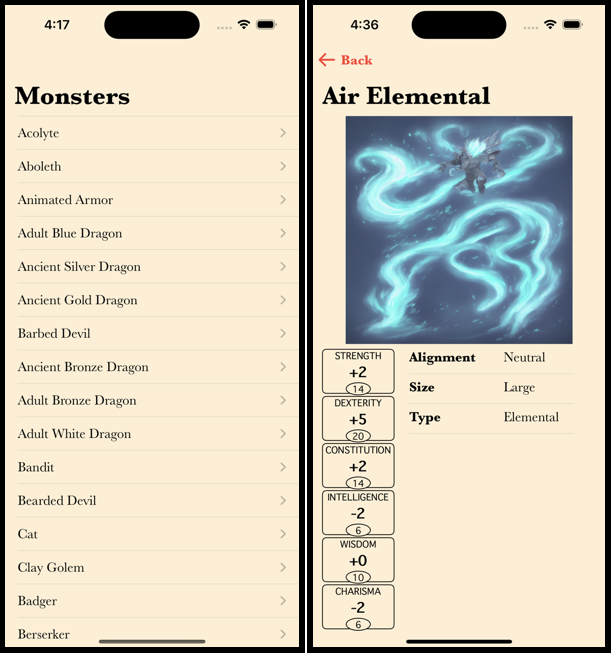 4:17
Monsters
Acolyte
Aboleth
Animated Armor
Adult Blue Dragon
Ancient Silver Dragon
Ancient Gold Dragon
Barbed Devil
Ancient Bronze Dragon
Adult Bronze Dragon
Adult White Dragon
Bandit
Bearded Devil
Cat
Clay Golem
Badger
Berserker
4:36
Back
Air Elemental
STRENGTH
+2
14
DEXTERITY
+5
20
CONSTITUTION
+2
14
INTELLIGENCE
-2
6
WISDOM
+0
10
CHARISMA
-2
6
Alignment Neutral
Size Large
Type Elemental